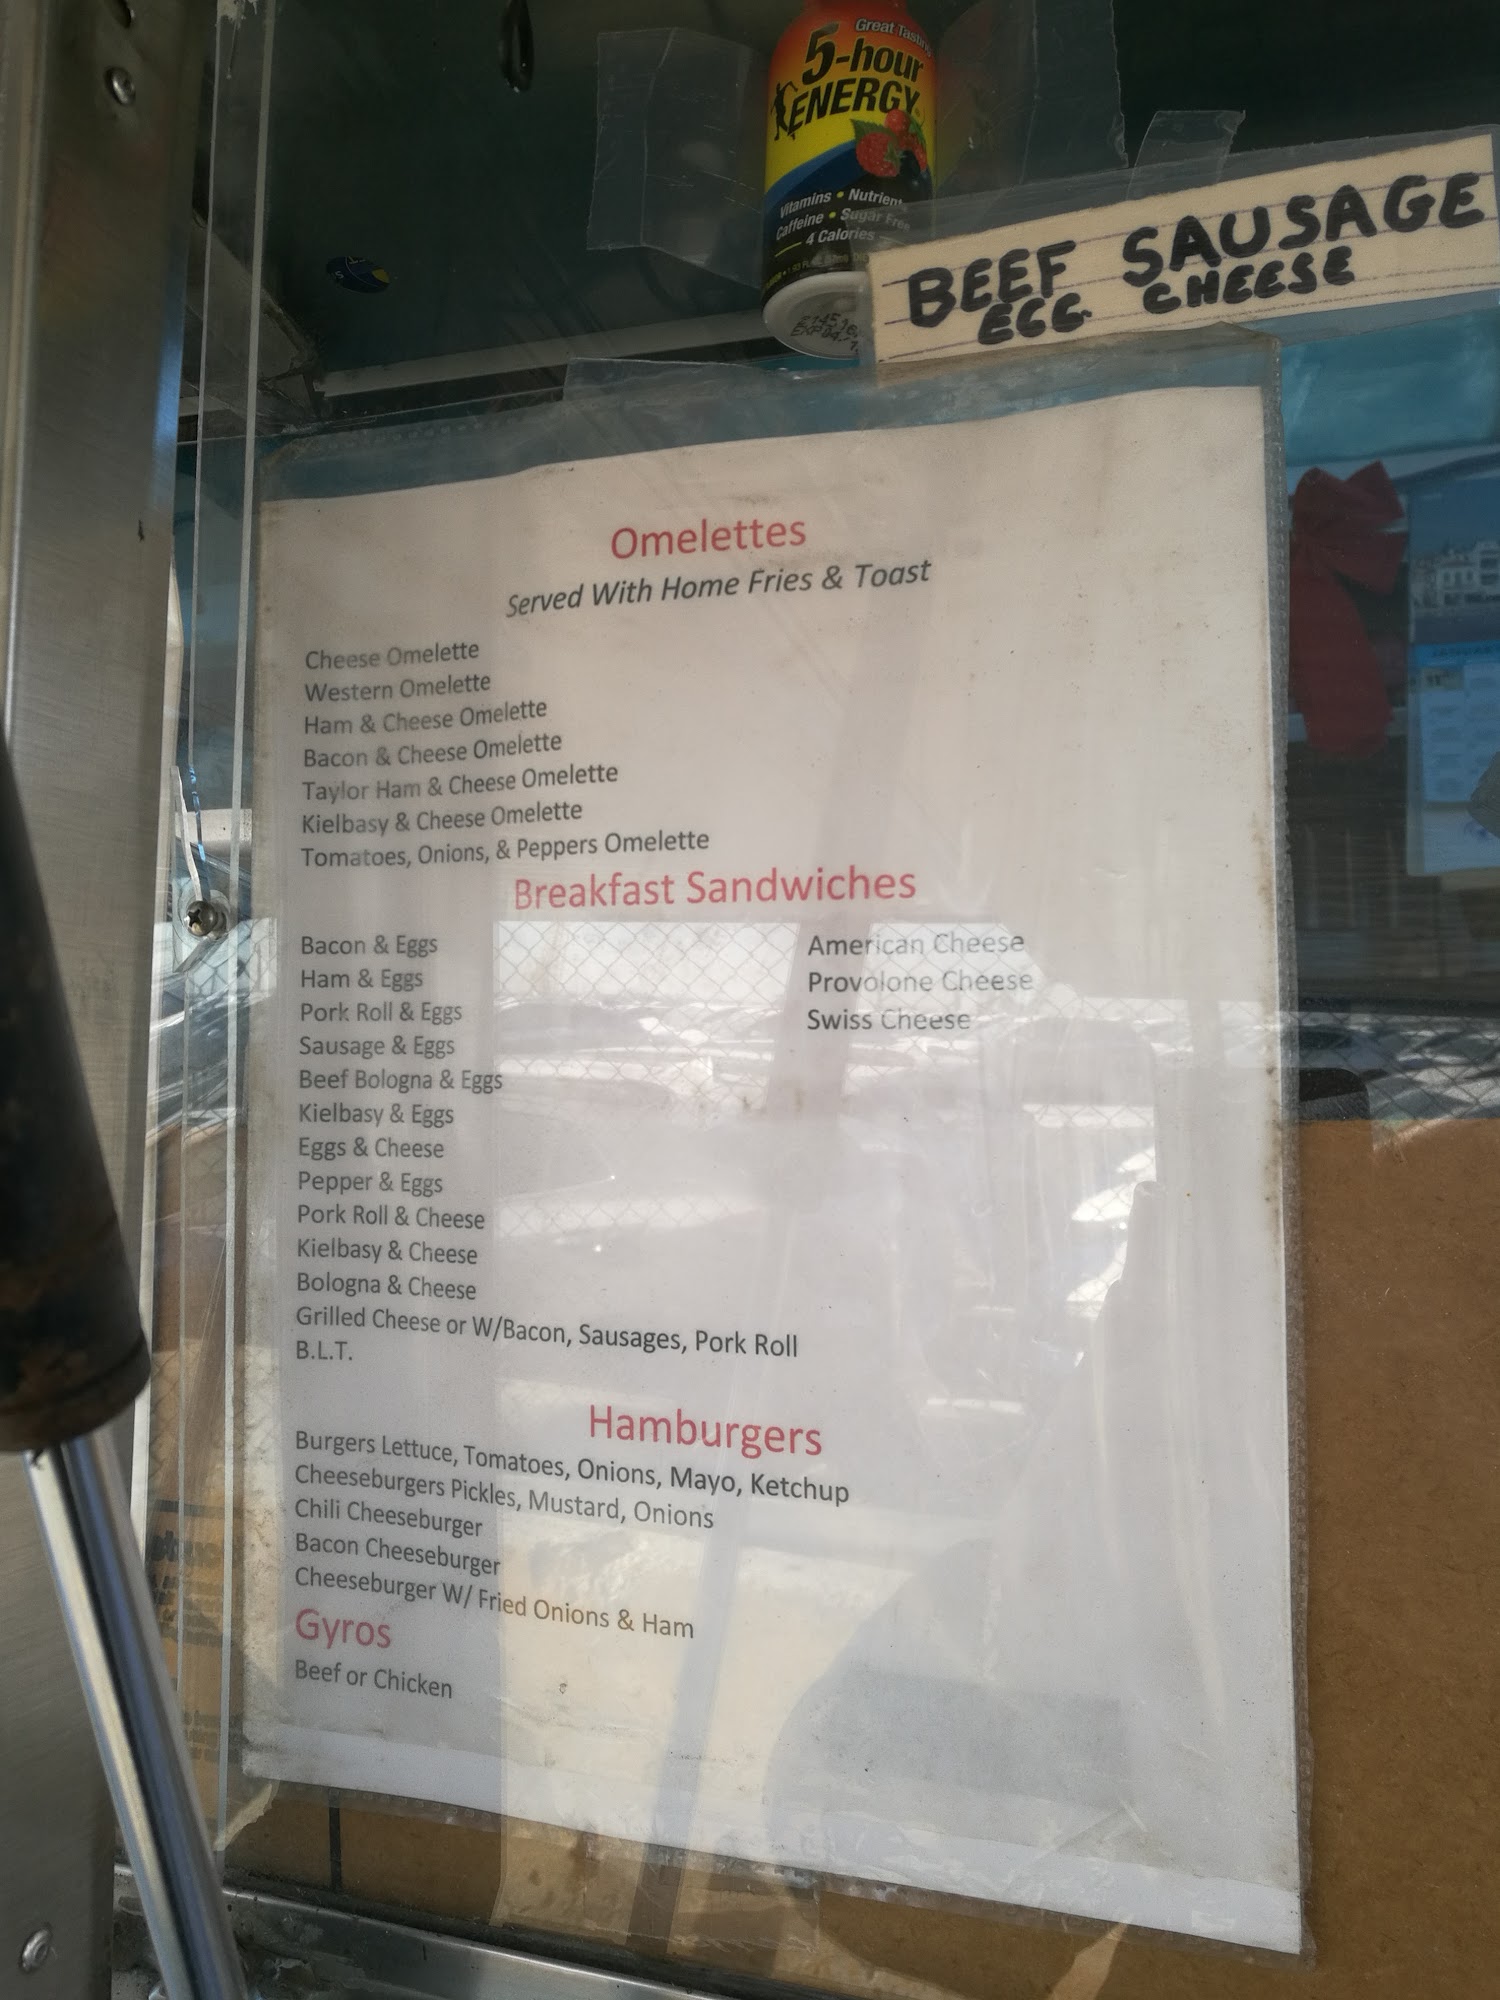 Great Tasting
5-hour
ENERGY
Vitamins • Nutrients
Caffeine • Sugar Free
4 Calories
BEEF SAUSAGE
EGG CHEESE
Omelettes
Served With Home Fries & Toast
Cheese Omelette
Western Omelette
Ham & Cheese Omelette
Bacon & Cheese Omelette
Taylor Ham & Cheese Omelette
Kielbasy & Cheese Omelette
Tomatoes, Onions, & Peppers Omelette
Breakfast Sandwiches
Bacon & Eggs
Ham & Eggs
Pork Roll & Eggs
Sausage & Eggs
Beef Bologna & Eggs
Kielbasy & Eggs
Eggs & Cheese
Pepper & Eggs
Pork Roll & Cheese
Kielbasy & Cheese
Bologna & Cheese
Grilled Cheese or W/Bacon, Sausages, Pork Roll
B.L.T.
American Cheese
Provolone Cheese
Swiss Cheese
Hamburgers
Burgers Lettuce, Tomatoes, Onions, Mayo, Ketchup
Cheeseburgers Pickles, Mustard, Onions
Chili Cheeseburger
Bacon Cheeseburger
Cheeseburger W/ Fried Onions & Ham
Gyros
Beef or Chicken
JANUARY